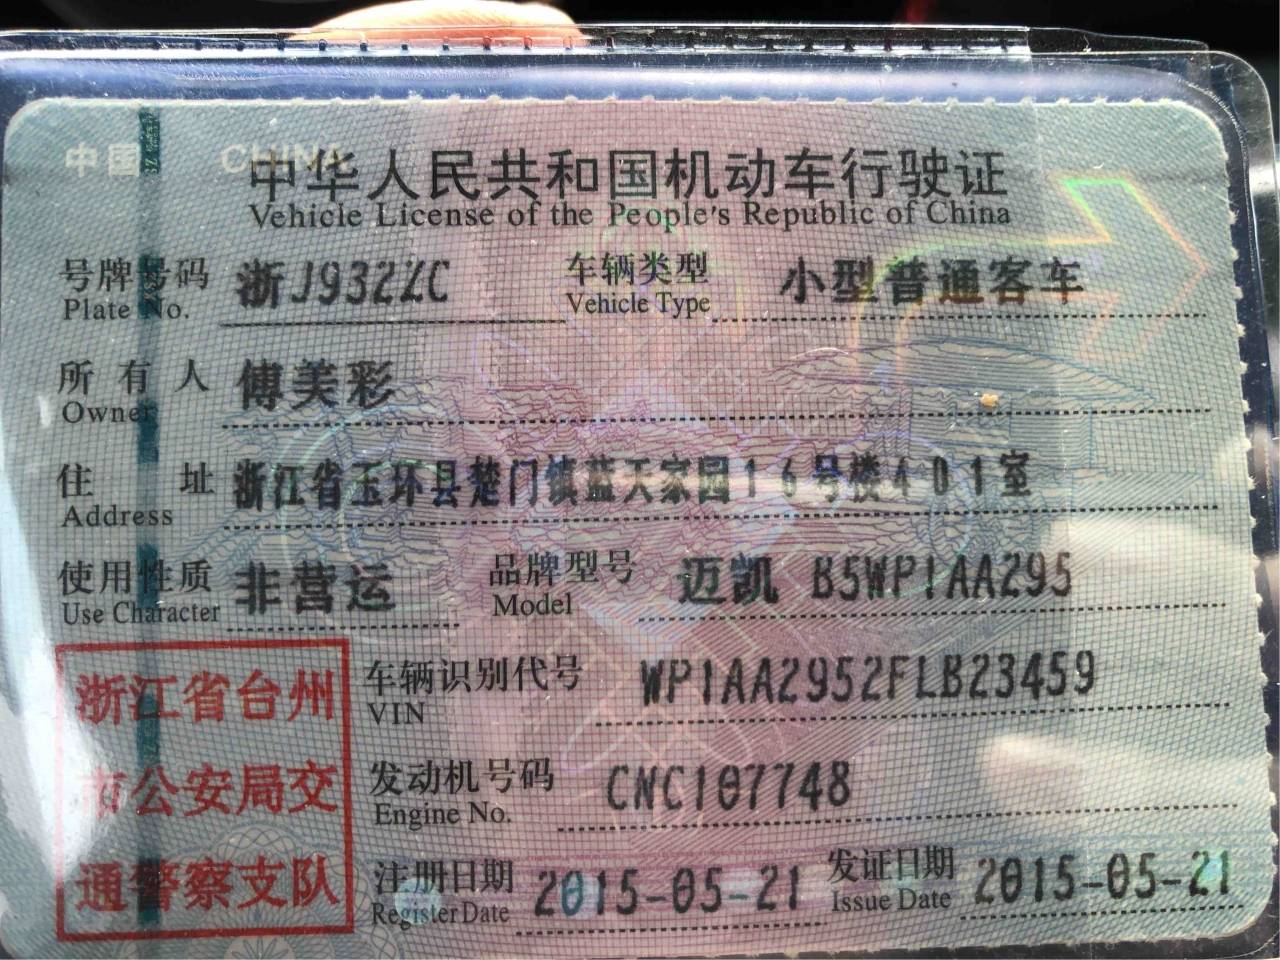 中国 CHINA
中华人民共和国机动车行驶证
Vehicle License of the People's Republic of China
号牌号码 浙J932ZC 车辆类型 小型普通客车
Plate No. Vehicle Type
所有人 傅美彩
Owner
住址 浙江省玉环县楚门镇蓝天家园16号楼401室
Address
使用性质 非营运 品牌型号 迈凯 B5WP1AA295
Use Character Model
车辆识别代号 WP1AA2952FLB23459
VIN
发动机号码 CNC107748
Engine No.
注册日期 2015-05-21 发证日期 2015-05-21
Register Date Issue Date
浙江省台州
市公安局交
通警察支队